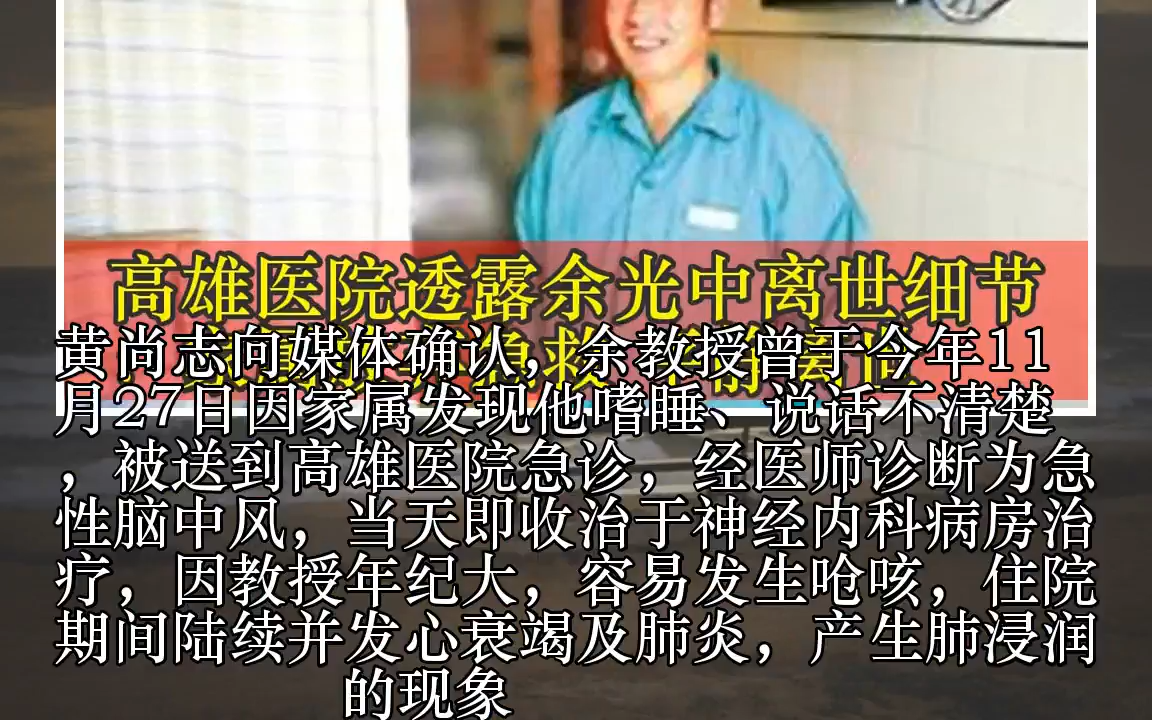 高雄医院透露余光中离世细节
黄尚志向媒体确认，余教授曾于今年11
月27日因家属发现他嗜睡、说话不清楚
，被送到高雄医院急诊，经医师诊断为急
性脑中风，当天即收治于神经内科病房治
疗，因教授年纪大，容易发生呛咳，住院
期间陆续并发心衰竭及肺炎，产生肺浸润
的现象